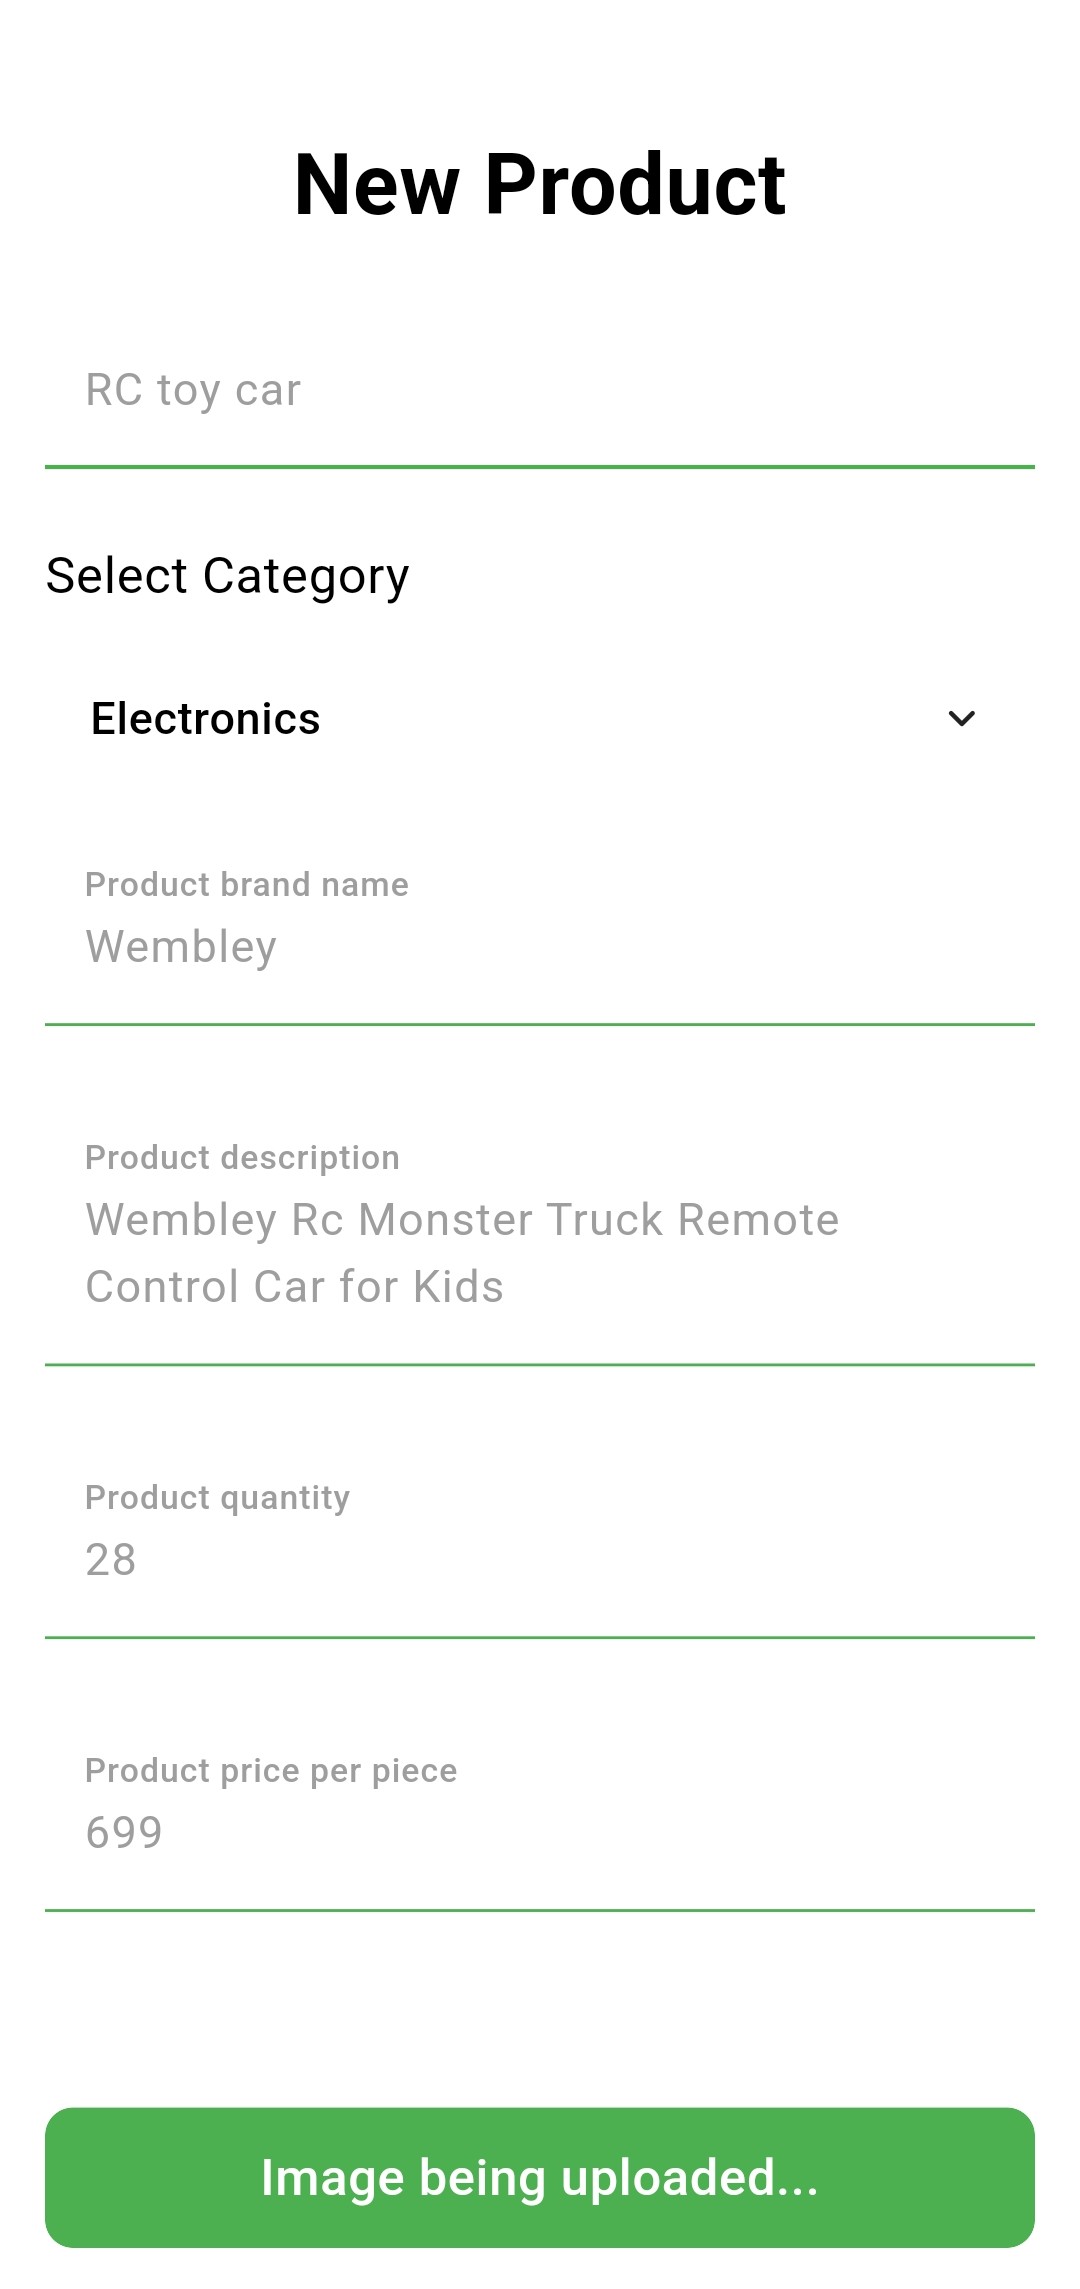 New Product
RC toy car
Select Category
Electronics
Product brand name
Wembley
Product description
Wembley Rc Monster Truck Remote
Control Car for Kids
Product quantity
28
Product price per piece
699
Image being uploaded...